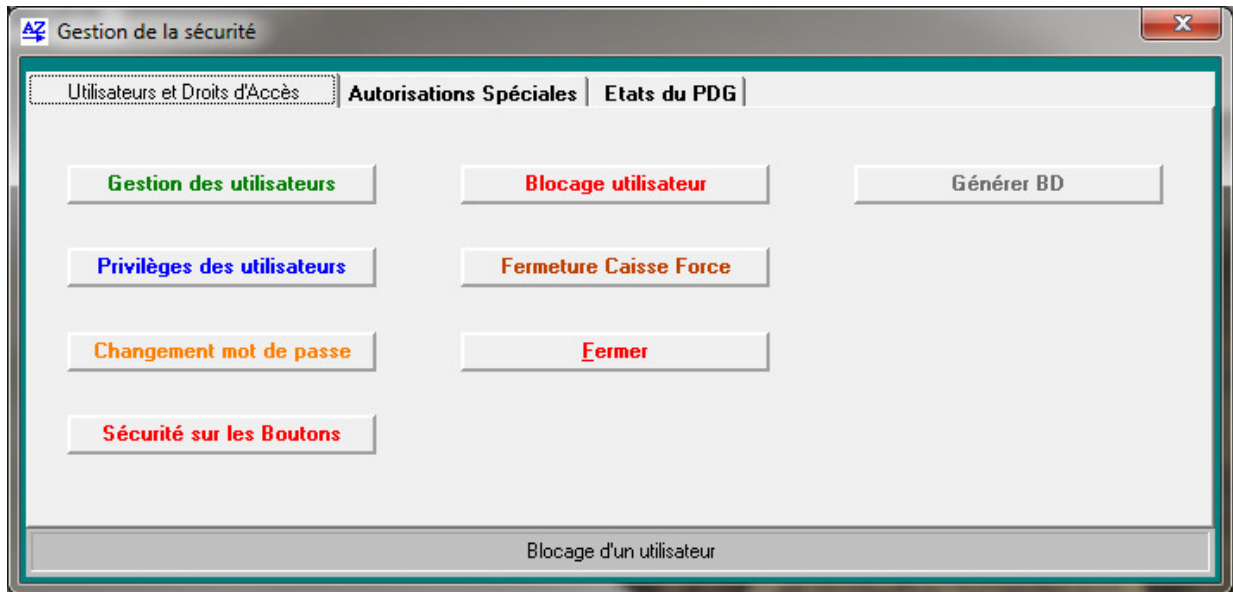 AZ Gestion de la sécurité
Utilisateurs et Droits d'Accès Autorisations Spéciales Etats du PDG
Gestion des utilisateurs Blocage utilisateur Générer BD
Privilèges des utilisateurs Fermeture Caisse Force
Changement mot de passe Fermer
Sécurité sur les Boutons
Blocage d'un utilisateur